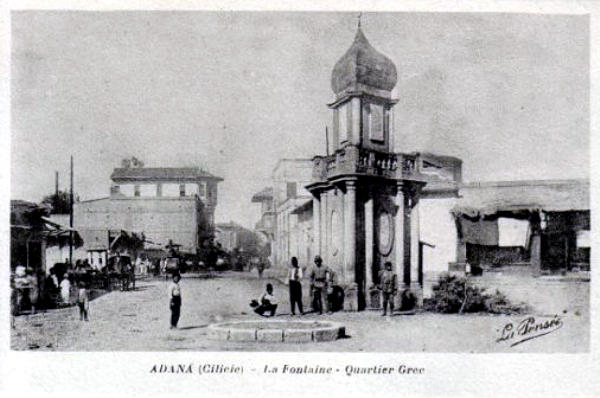 La Pensée
ADANA (Cilicie) – La Fontaine - Quartier Grec